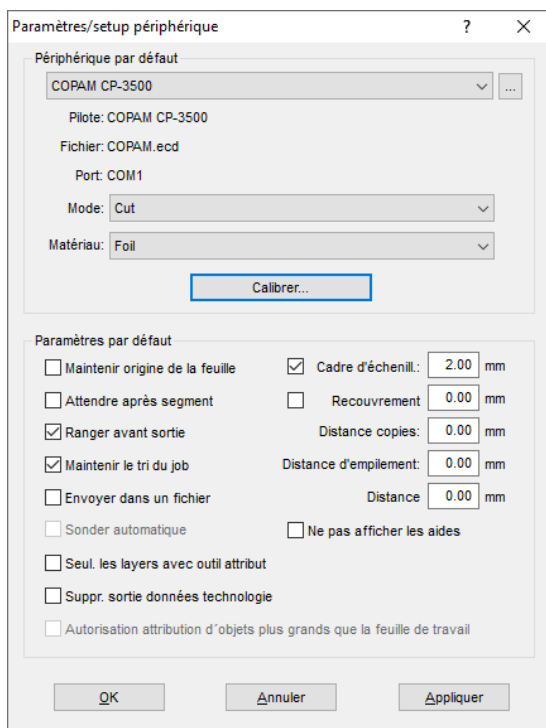 Paramètres/setup périphérique ?
Périphérique par défaut
COPAM CP-3500 ...
Pilote: COPAM CP-3500
Fichier: COPAM.ecd
Port: COM1
Mode: Cut
Matériau: Foil
Calibrer...
Paramètres par défaut
Maintenir origine de la feuille Cadre d'échenill.: 2.00 mm
Attendre après segment Recouvrement 0.00 mm
Ranger avant sortie Distance copies: 0.00 mm
Maintenir le tri du job Distance d'empilement: 0.00 mm
Envoyer dans un fichier Distance 0.00 mm
Sonder automatique Ne pas afficher les aides
Seul. les layers avec outil attribut
Suppr. sortie données technologie
Autorisation attribution d´objets plus grands que la feuille de travail
OK Annuler Appliquer